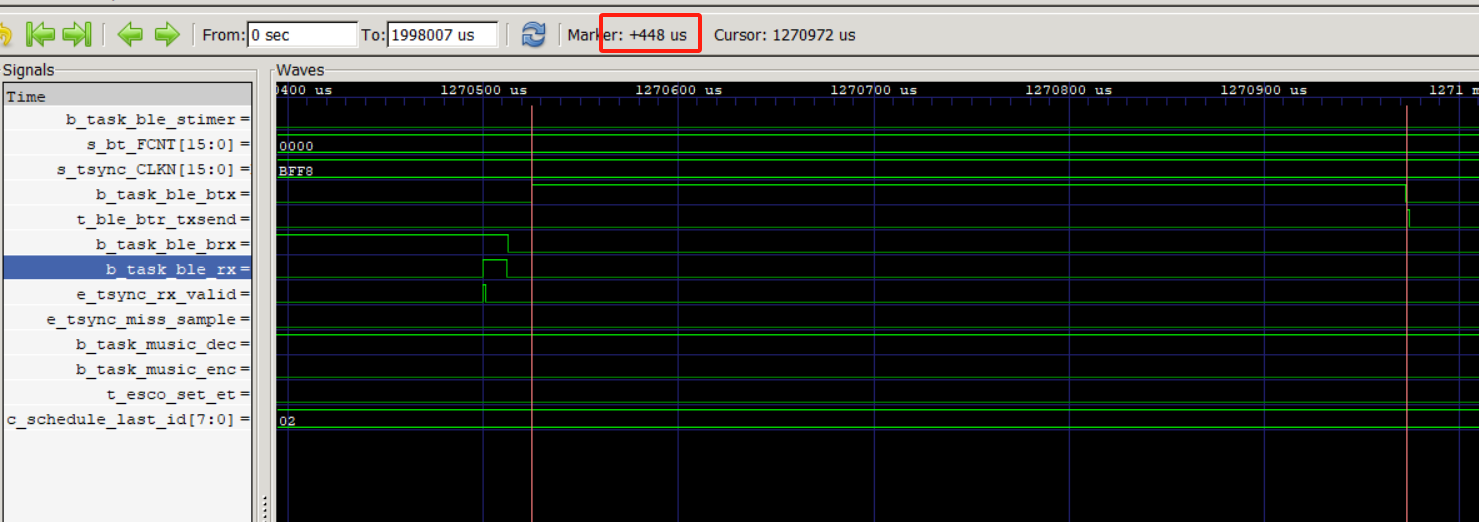 From: 0 sec To: 1998007 us Marker: +448 us Cursor: 1270972 us
Signals Waves
Time
0400 us 1270500 us 1270600 us 1270700 us 1270800 us 1270900 us 1271 m
b_task_ble_stimer=
s_bt_FCNT[15:0]= 0000
s_tsync_CLKN[15:0]= BFF8
b_task_ble_btx=
t_ble_btr_txsend=
b_task_ble_brx=
b_task_ble_rx=
e_tsync_rx_valid=
e_tsync_miss_sample=
b_task_music_dec=
b_task_music_enc=
t_esco_set_et=
c_schedule_last_id[7:0]= 02